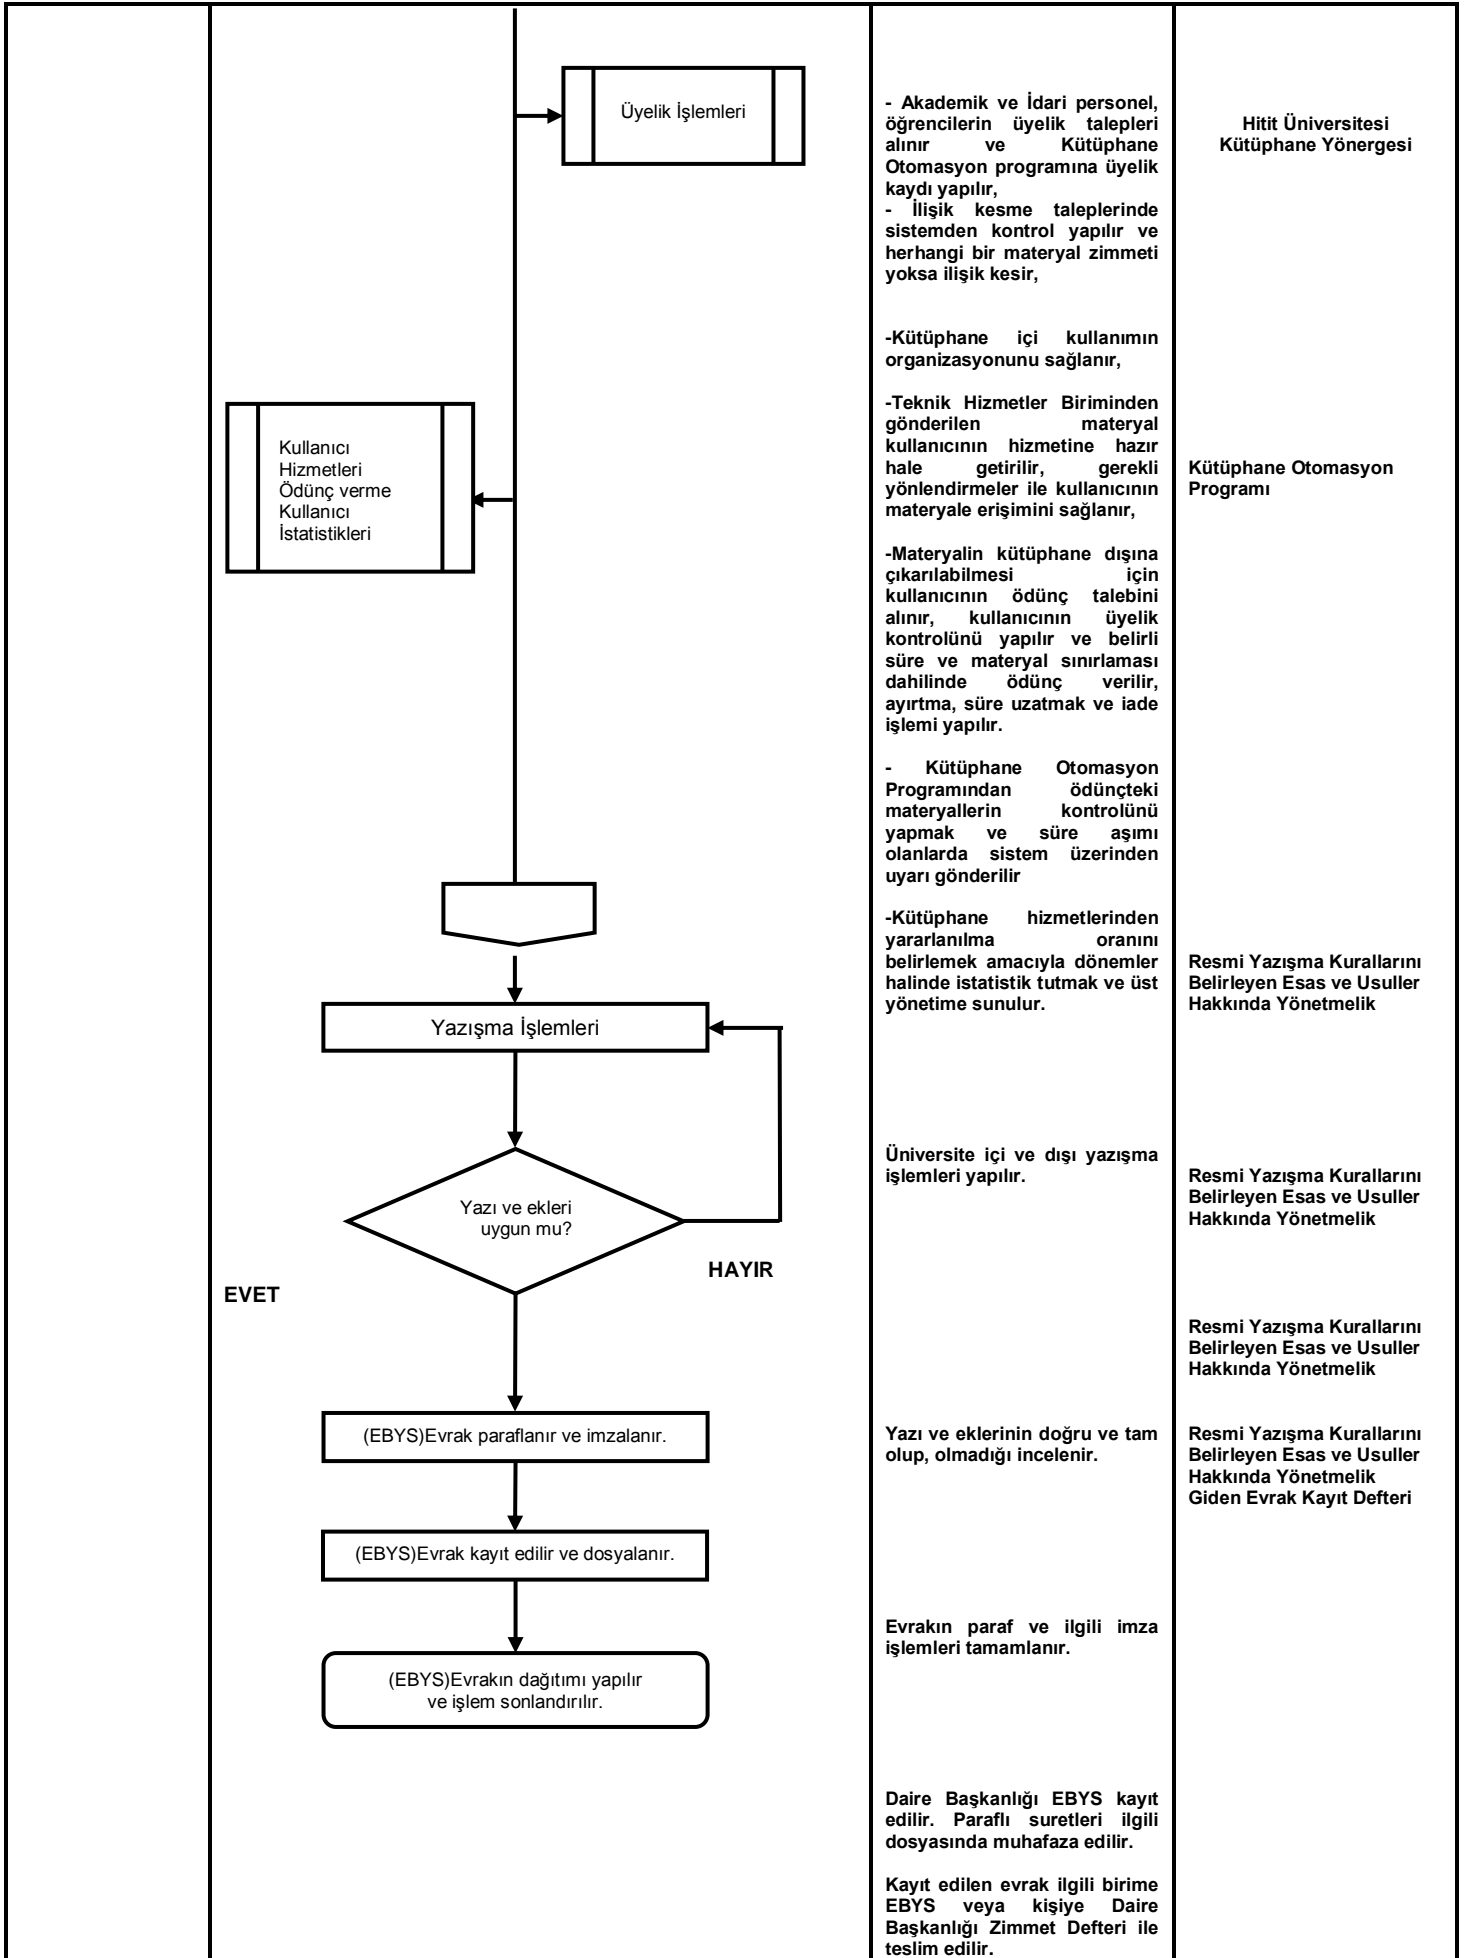 Üyelik İşlemleri
Kullanıcı
Hizmetleri
Ödünç verme
Kullanıcı
İstatistikleri
Yazışma İşlemleri
Yazı ve ekleri
uygun mu?
HAYIR
EVET
(EBYS)Evrak paraflanır ve imzalanır.
(EBYS)Evrak kayıt edilir ve dosyalanır.
(EBYS)Evrakın dağıtımı yapılır
ve işlem sonlandırılır.
- Akademik ve İdari personel,
öğrencilerin üyelik talepleri
alınır ve Kütüphane
Otomasyon programına üyelik
kaydı yapılır,
- İlişik kesme taleplerinde
sistemden kontrol yapılır ve
herhangi bir materyal zimmeti
yoksa ilişik kesir,
-Kütüphane içi kullanımın
organizasyonunu sağlanır,
-Teknik Hizmetler Biriminden
gönderilen materyal
kullanıcının hizmetine hazır
hale getirilir, gerekli
yönlendirmeler ile kullanıcının
materyale erişimini sağlanır,
-Materyalin kütüphane dışına
çıkarılabilmesi için
kullanıcının ödünç talebini
alınır, kullanıcının üyelik
kontrolünü yapılır ve belirli
süre ve materyal sınırlaması
dahilinde ödünç verilir,
ayırtma, süre uzatmak ve iade
işlemi yapılır.
- Kütüphane Otomasyon
Programından ödünçteki
materyallerin kontrolünü
yapmak ve süre aşımı
olanlarda sistem üzerinden
uyarı gönderilir
-Kütüphane hizmetlerinden
yararlanılma oranını
belirlemek amacıyla dönemler
halinde istatistik tutmak ve üst
yönetime sunulur.
Üniversite içi ve dışı yazışma
işlemleri yapılır.
Yazı ve eklerinin doğru ve tam
olup, olmadığı incelenir.
Evrakın paraf ve ilgili imza
işlemleri tamamlanır.
Daire Başkanlığı EBYS kayıt
edilir. Paraflı suretleri ilgili
dosyasında muhafaza edilir.
Kayıt edilen evrak ilgili birime
EBYS veya kişiye Daire
Başkanlığı Zimmet Defteri ile
teslim edilir.
Hitit Üniversitesi
Kütüphane Yönergesi
Kütüphane Otomasyon
Programı
Resmi Yazışma Kurallarını
Belirleyen Esas ve Usuller
Hakkında Yönetmelik
Resmi Yazışma Kurallarını
Belirleyen Esas ve Usuller
Hakkında Yönetmelik
Resmi Yazışma Kurallarını
Belirleyen Esas ve Usuller
Hakkında Yönetmelik
Resmi Yazışma Kurallarını
Belirleyen Esas ve Usuller
Hakkında Yönetmelik
Giden Evrak Kayıt Defteri